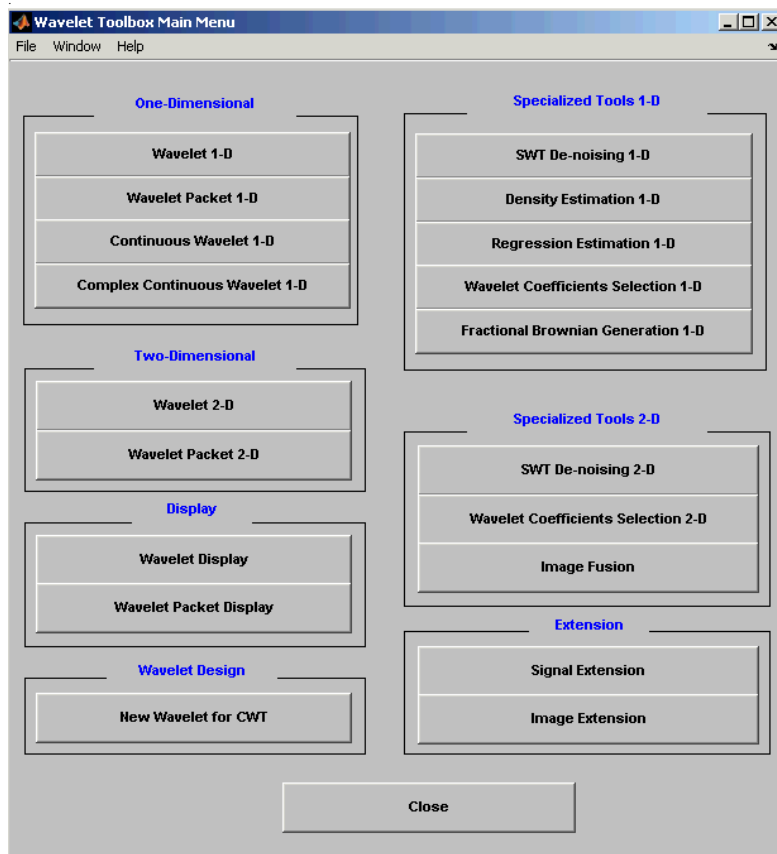 Wavelet Toolbox Main Menu
File Window Help
One-Dimensional
Wavelet 1-D
Wavelet Packet 1-D
Continuous Wavelet 1-D
Complex Continuous Wavelet 1-D
Two-Dimensional
Wavelet 2-D
Wavelet Packet 2-D
Display
Wavelet Display
Wavelet Packet Display
Wavelet Design
New Wavelet for CWT
Specialized Tools 1-D
SWT De-noising 1-D
Density Estimation 1-D
Regression Estimation 1-D
Wavelet Coefficients Selection 1-D
Fractional Brownian Generation 1-D
Specialized Tools 2-D
SWT De-noising 2-D
Wavelet Coefficients Selection 2-D
Image Fusion
Extension
Signal Extension
Image Extension
Close